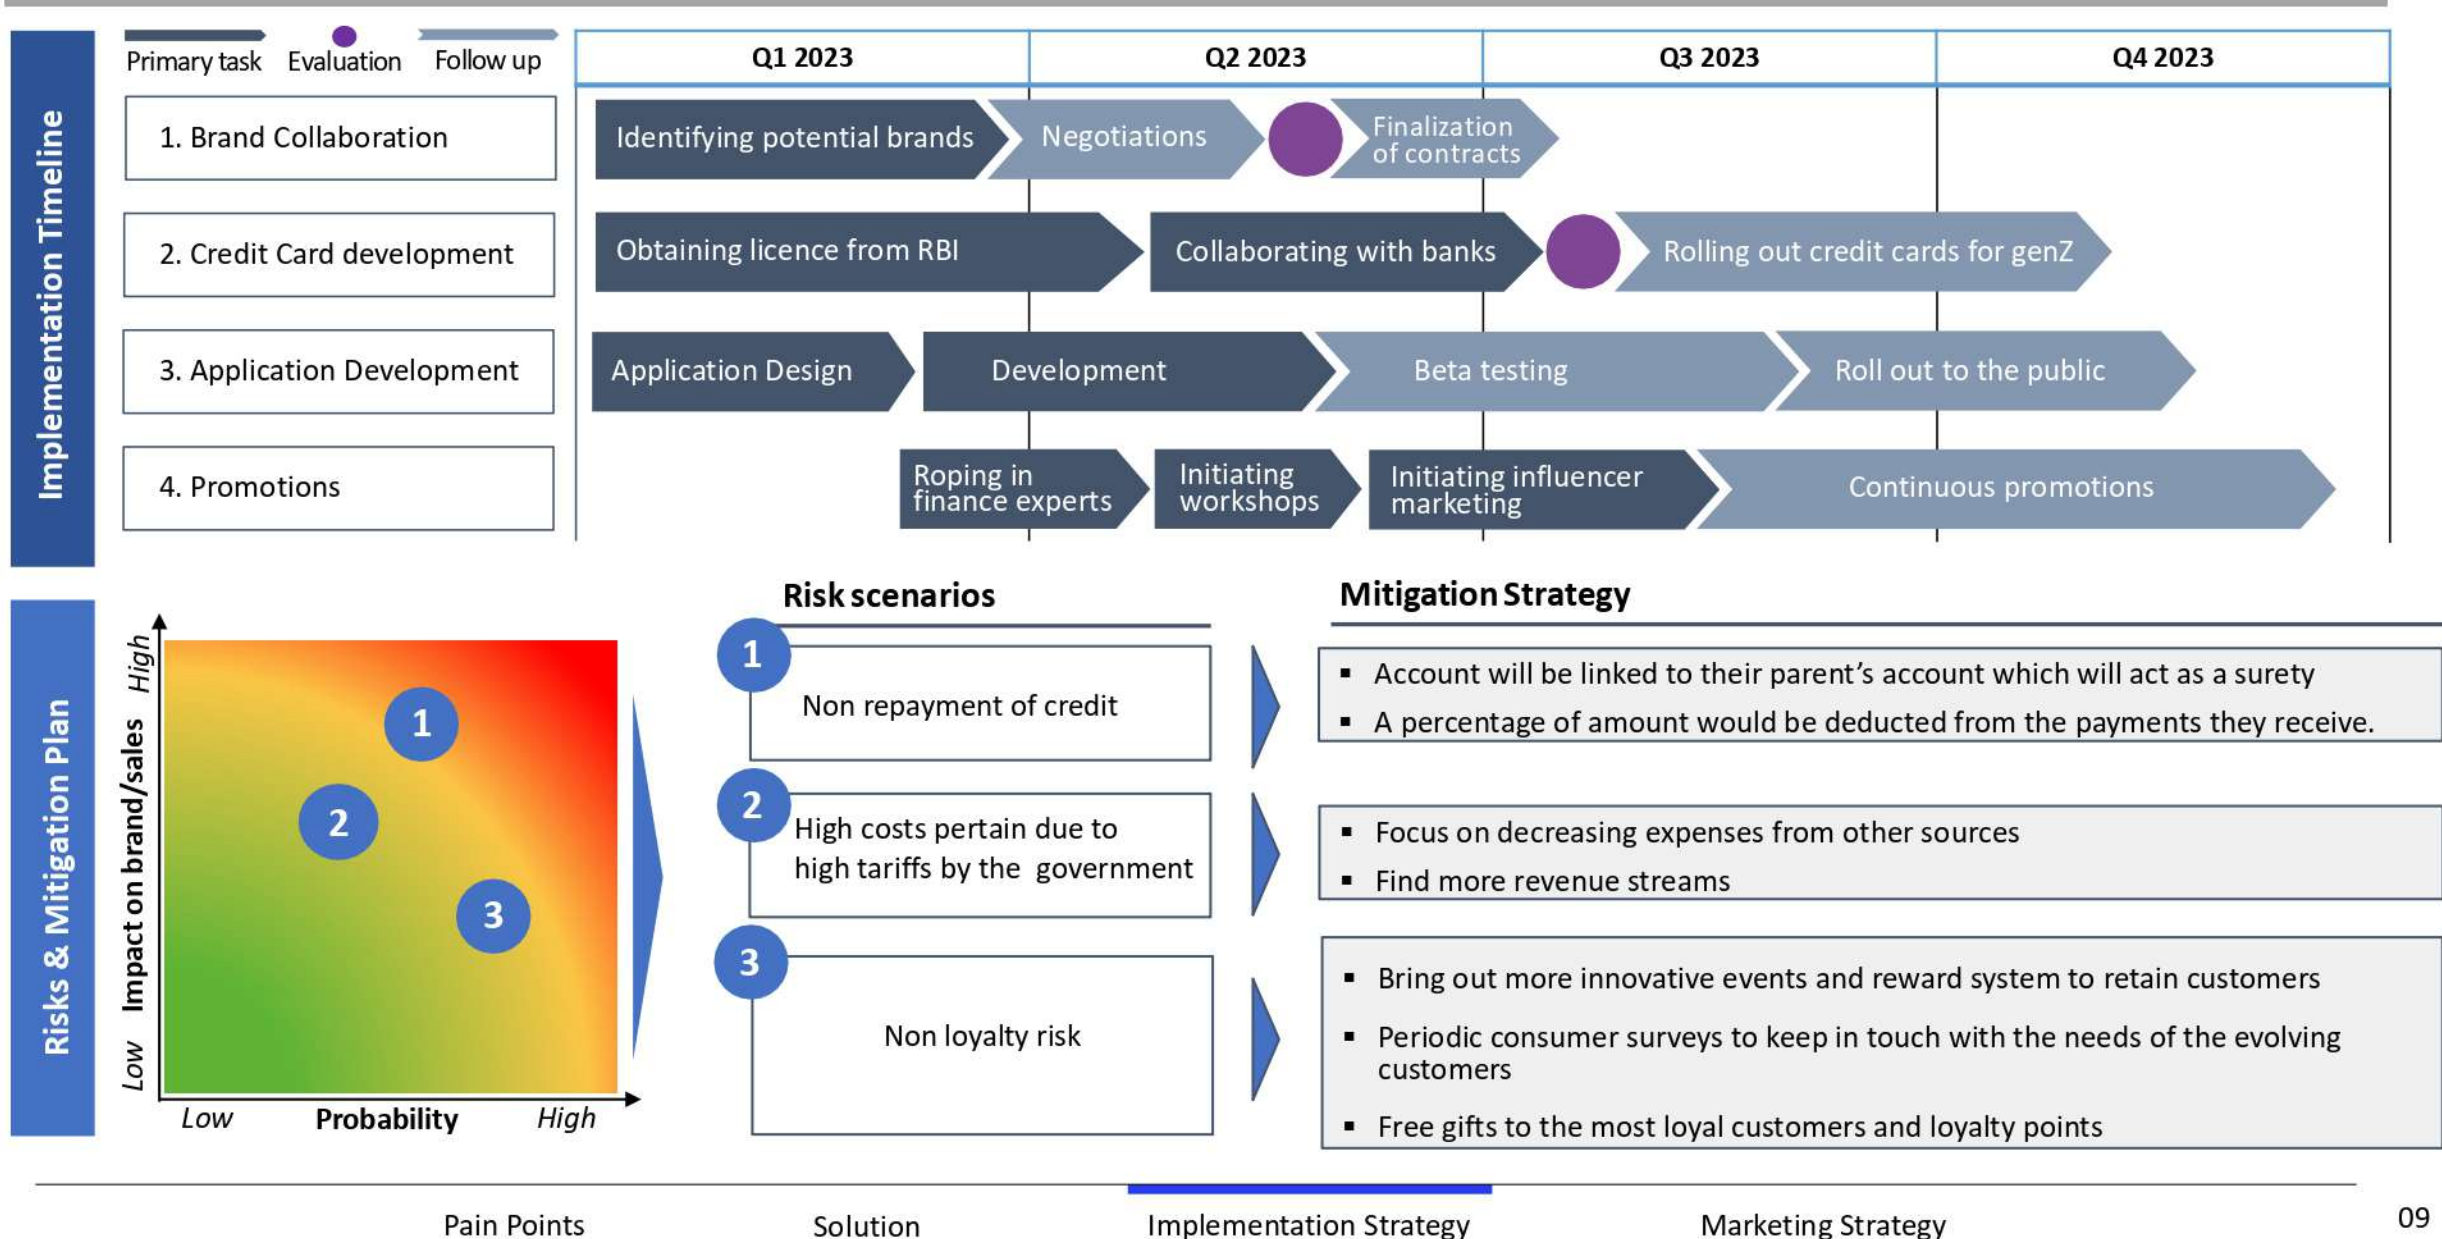 Implementation Timeline
Primary task
Evaluation
Follow up
Q1 2023
Q2 2023
Q3 2023
Q4 2023
1. Brand Collaboration
Identifying potential brands
Negotiations
Finalization
of contracts
2. Credit Card development
Obtaining licence from RBI
Collaborating with banks
Rolling out credit cards for genZ
3. Application Development
Application Design
Development
Beta testing
Roll out to the public
4. Promotions
Roping in
finance experts
Initiating
workshops
Initiating influencer
marketing
Continuous promotions
Risks & Mitigation Plan
High
Impact on brand/sales
Low
1
2
3
Low
Probability
High
Risk scenarios
Mitigation Strategy
1
Non repayment of credit
▪ Account will be linked to their parent’s account which will act as a surety
▪ A percentage of amount would be deducted from the payments they receive.
2
High costs pertain due to
high tariffs by the government
▪ Focus on decreasing expenses from other sources
▪ Find more revenue streams
3
Non loyalty risk
▪ Bring out more innovative events and reward system to retain customers
▪ Periodic consumer surveys to keep in touch with the needs of the evolving
customers
▪ Free gifts to the most loyal customers and loyalty points
Pain Points
Solution
Implementation Strategy
Marketing Strategy
09